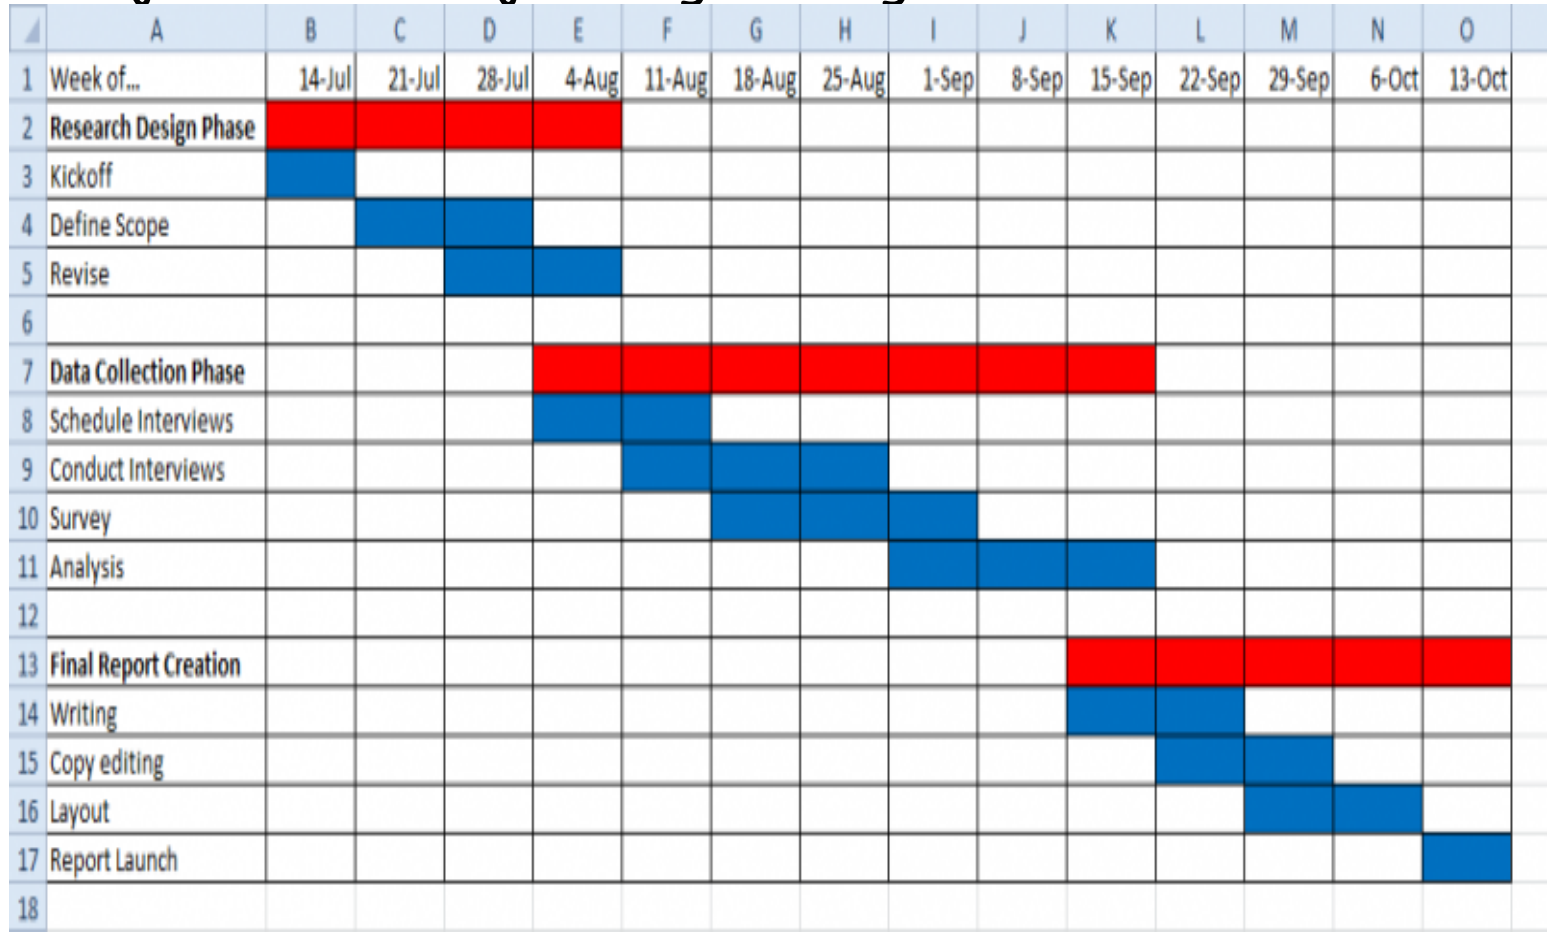 A B C D E F G H I J K L M N O
1 Week of... 14-Jul 21-Jul 28-Jul 4-Aug 11-Aug 18-Aug 25-Aug 1-Sep 8-Sep 15-Sep 22-Sep 29-Sep 6-Oct 13-Oct
2 Research Design Phase
3 Kickoff
4 Define Scope
5 Revise
6
7 Data Collection Phase
8 Schedule Interviews
9 Conduct Interviews
10 Survey
11 Analysis
12
13 Final Report Creation
14 Writing
15 Copy editing
16 Layout
17 Report Launch
18